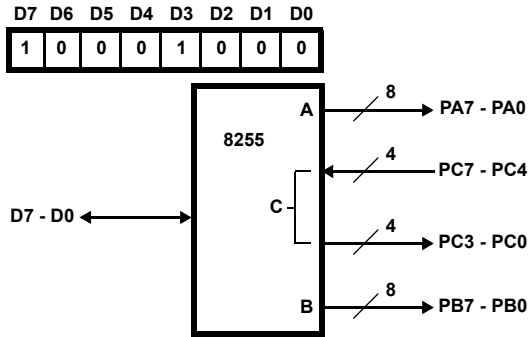 D7 D6 D5 D4 D3 D2 D1 D0
1 0 0 0 1 0 0 0
A 8 PA7 - PA0
8255
4 PC7 - PC4
C
D7 - D0
4 PC3 - PC0
B 8 PB7 - PB0